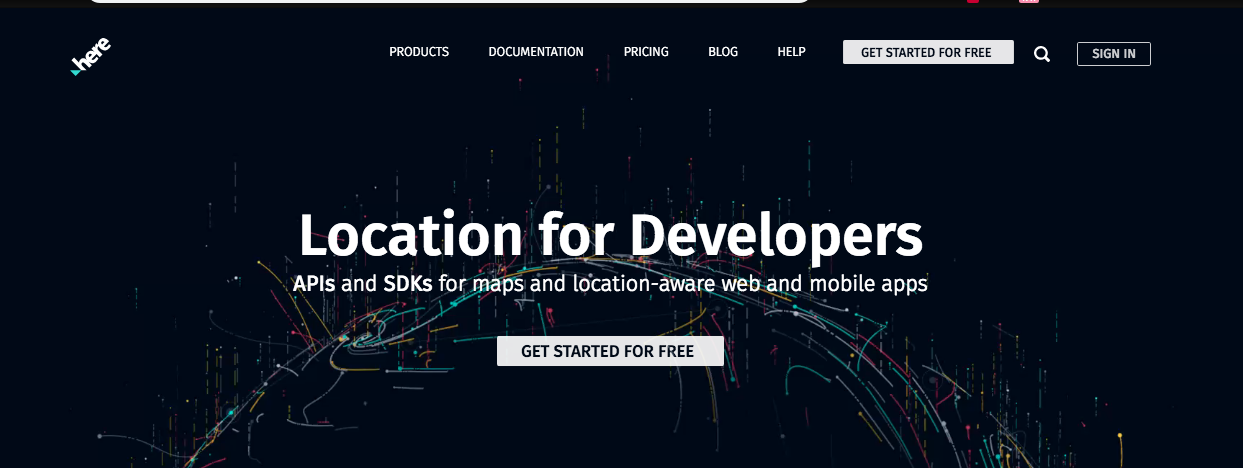 here
PRODUCTS DOCUMENTATION PRICING BLOG HELP GET STARTED FOR FREE SIGN IN
Location for Developers
APIs and SDKs for maps and location-aware web and mobile apps
GET STARTED FOR FREE